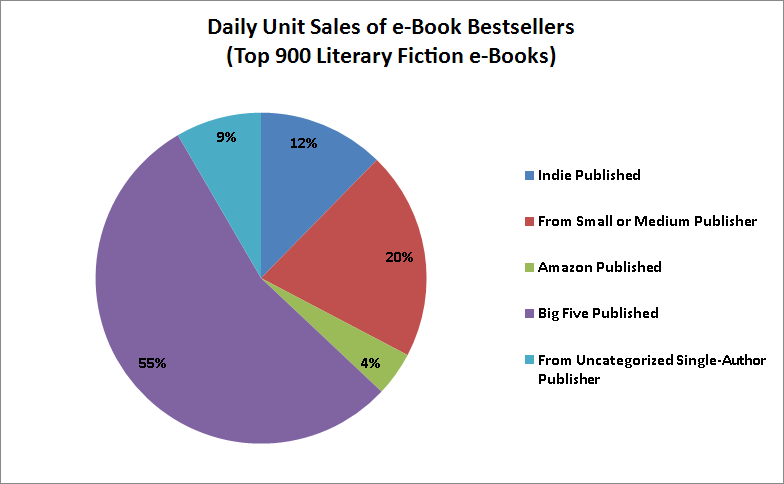 Daily Unit Sales of e-Book Bestsellers
(Top 900 Literary Fiction e-Books)
9%
12%
20%
4%
55%
Indie Published
From Small or Medium Publisher
Amazon Published
Big Five Published
From Uncategorized Single-Author
Publisher